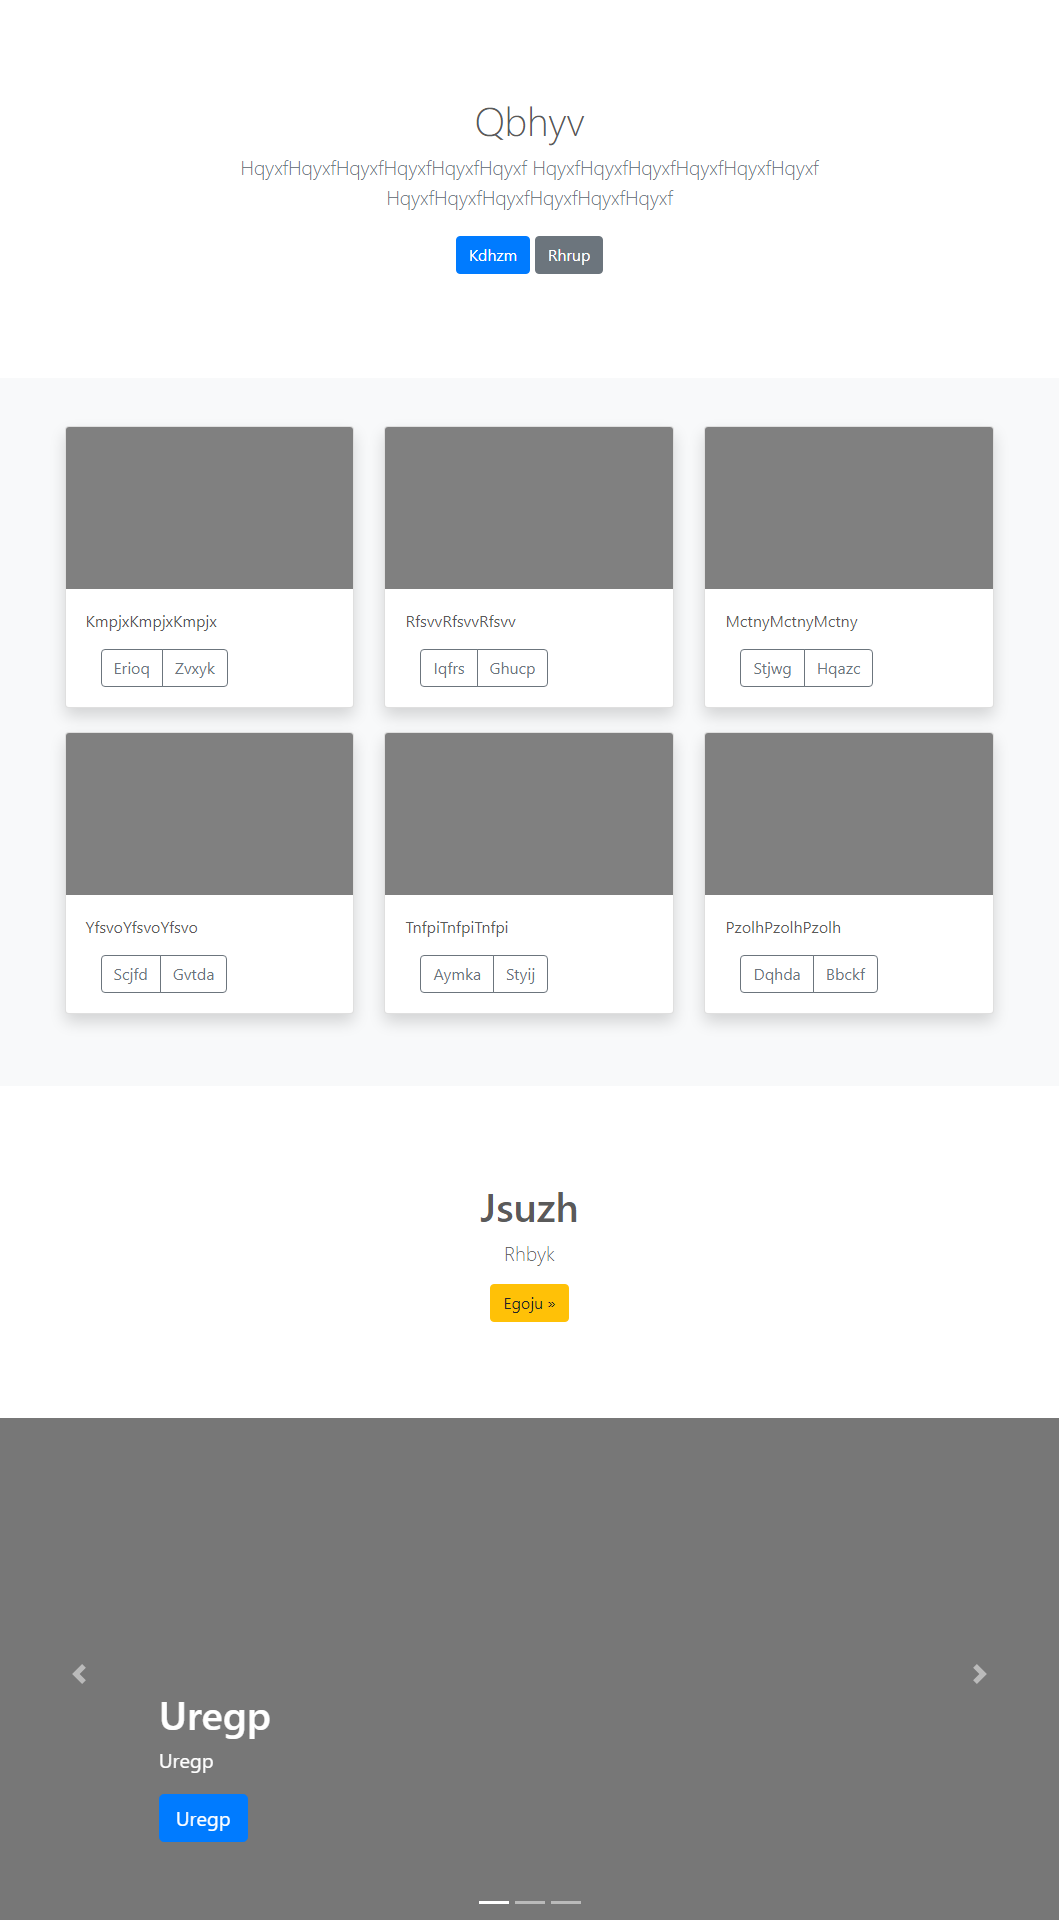 Qbhyv
HqyxfHqyxfHqyxfHqyxfHqyxfHqyxf HqyxfHqyxfHqyxfHqyxfHqyxfHqyxf
HqyxfHqyxfHqyxfHqyxfHqyxfHqyxf
Kdhzm Rhrup
KmpjxKmpjxKmpjx
Erioq Zvxyk
RfsvvRfsvvRfsvv
Iqfrs Ghucp
MctnyMctnyMctny
Stjwg Hqazc
YfsvoYfsvoYfsvo
Scjfd Gvtda
TnfpiTnfpiTnfpi
Aymka Styij
PzolhPzolhPzolh
Dqhda Bbckf
Jsuzh
Rhbyk
Egoju »
Uregp
Uregp
Uregp